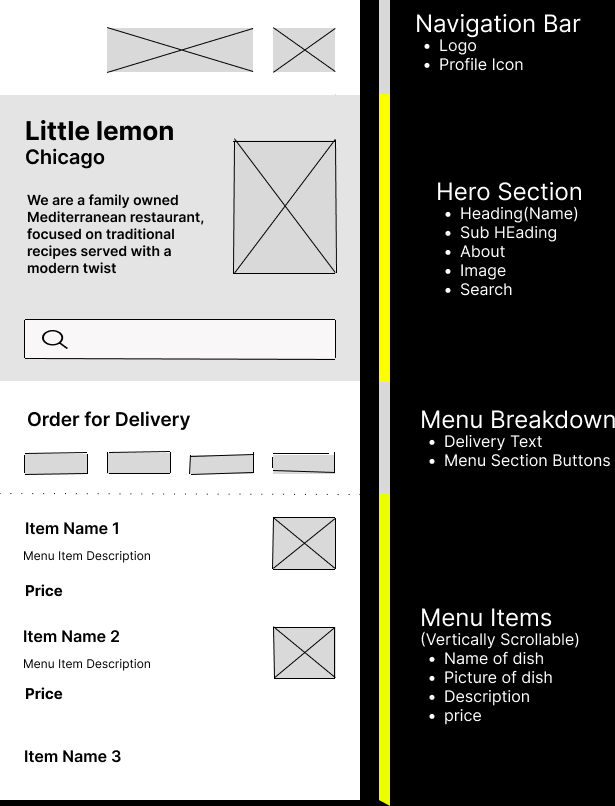 Little lemon
Chicago
We are a family owned
Mediterranean restaurant,
focused on traditional
recipes served with a
modern twist
Order for Delivery
Item Name 1
Menu Item Description
Price
Item Name 2
Menu Item Description
Price
Item Name 3
Navigation Bar
• Logo
• Profile Icon
Hero Section
• Heading(Name)
• Sub HEading
• About
• Image
• Search
Menu Breakdown
• Delivery Text
• Menu Section Buttons
Menu Items
(Vertically Scrollable)
• Name of dish
• Picture of dish
• Description
• price